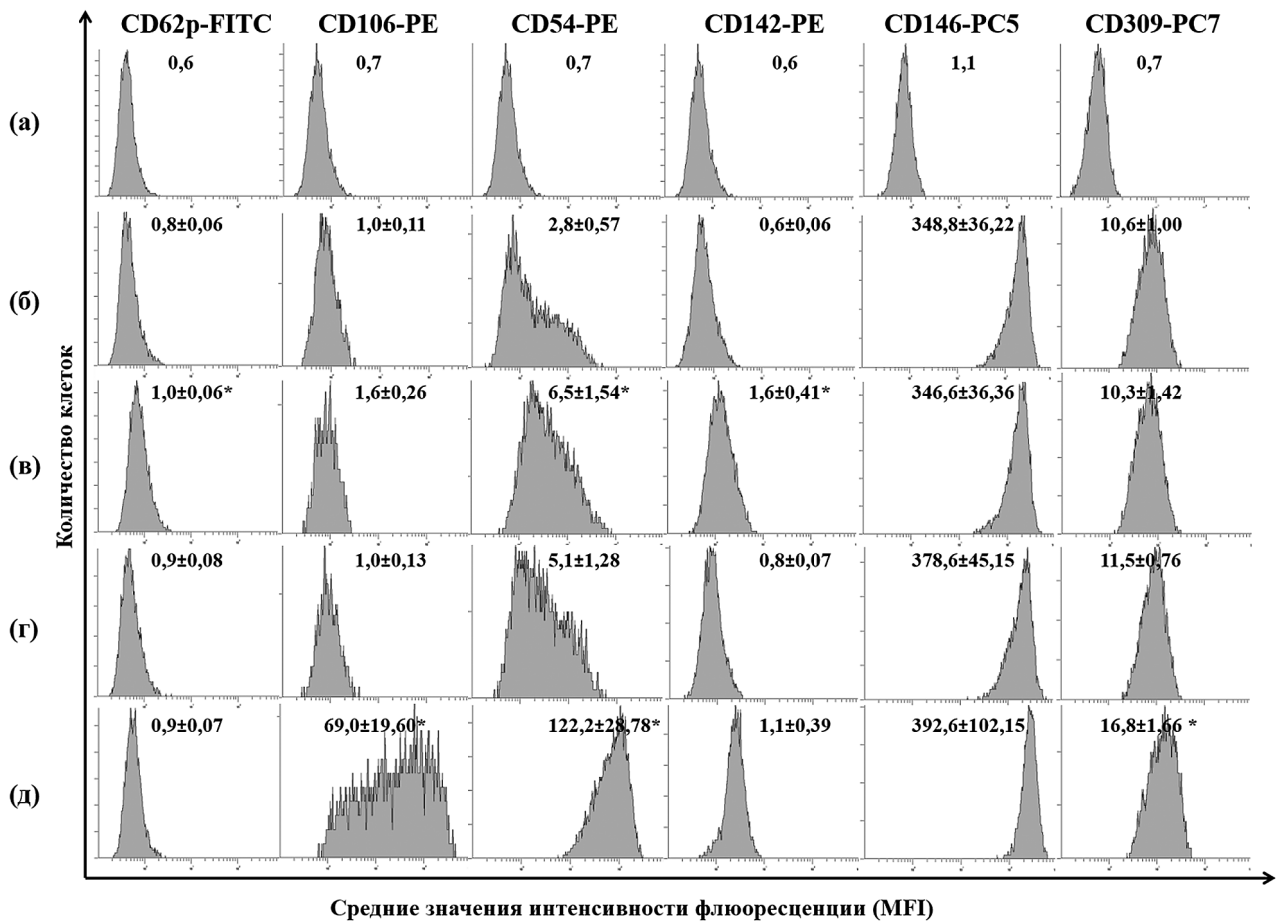 CD62p-FITC CD106-PE CD54-PE CD142-PE CD146-PC5 CD309-PC7
(а) 0,6 0,7 0,7 0,6 1,1 0,7
(б) 0,8±0,06 1,0±0,11 2,8±0,57 0,6±0,06 348,8±36,22 10,6±1,00
(в) 1,0±0,06* 1,6±0,26 6,5±1,54* 1,6±0,41* 346,6±36,36 10,3±1,42
(г) 0,9±0,08 1,0±0,13 5,1±1,28 0,8±0,07 378,6±45,15 11,5±0,76
(д) 0,9±0,07 69,0±19,60* 122,2±28,78* 1,1±0,39 392,6±102,15 16,8±1,66 *
Количество клеток
Средние значения интенсивности флюоресценции (MFI)